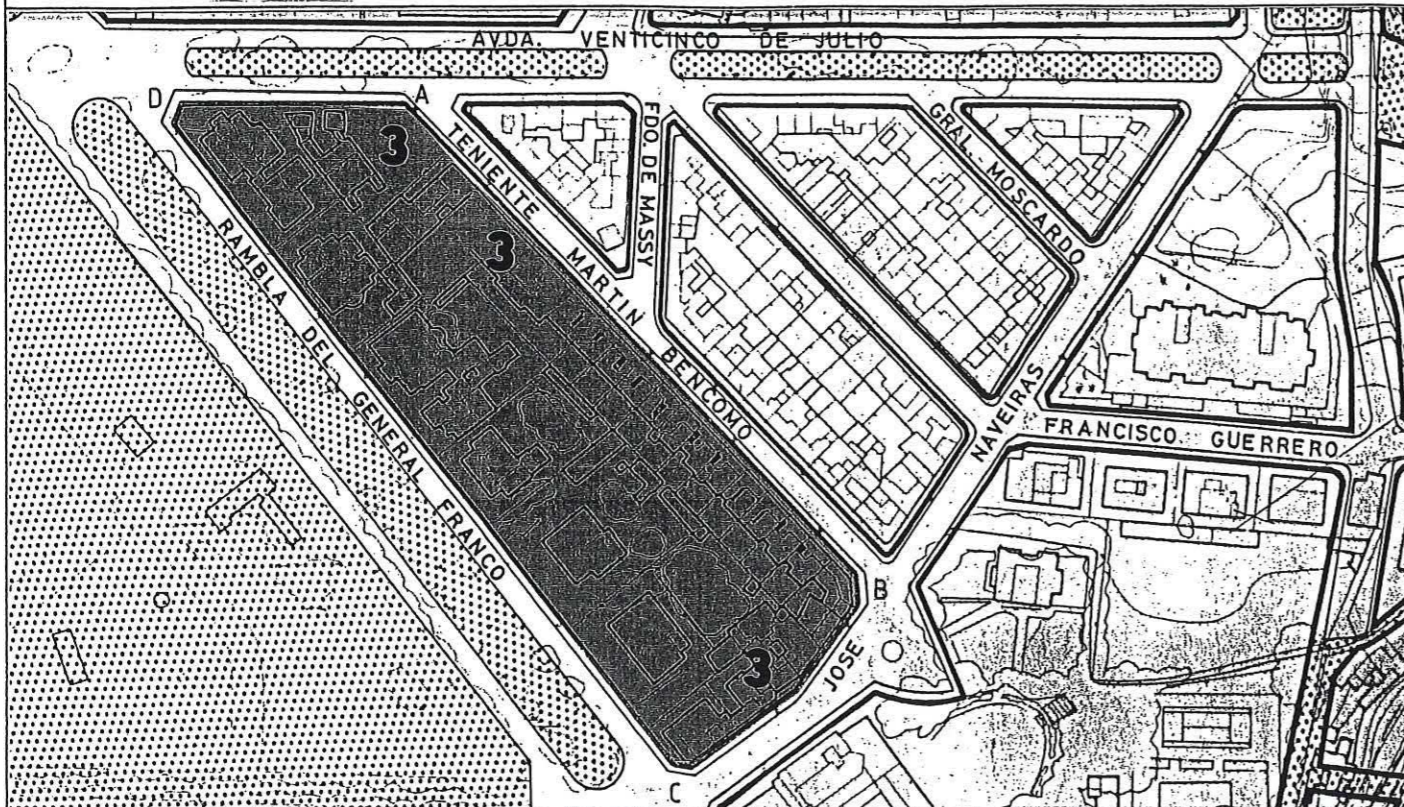 AVDA. VENTICINCO DE JULIO
D
A
3
TENIENTE MARTIN BENCOMO
FDO. DE MASSY
GRAL. MOSCARDO
3
RAMBLA DEL GENERAL FRANCO
FRANCISCO GUERRERO
B
3
JOSE NAVEIRAS
C